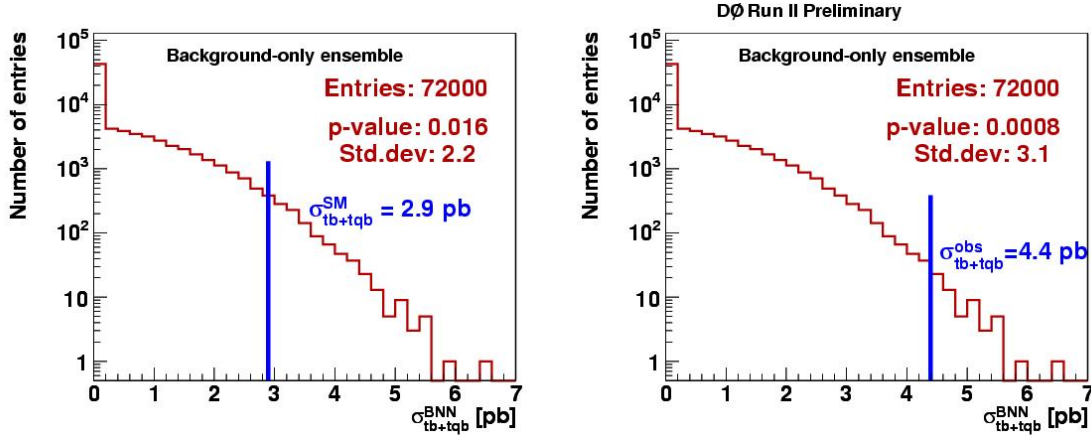 DØ Run II Preliminary
Number of entries
10^5
10^4
10^3
10^2
10
1
Background-only ensemble
Entries: 72000
p-value: 0.016
Std.dev: 2.2
σ^SM_tb+tqb = 2.9 pb
0 1 2 3 4 5 6 7
σ^BNN_tb+tqb [pb]
Number of entries
10^5
10^4
10^3
10^2
10
1
Background-only ensemble
Entries: 72000
p-value: 0.0008
Std.dev: 3.1
σ^obs_tb+tqb=4.4 pb
0 1 2 3 4 5 6 7
σ^BNN_tb+tqb [pb]